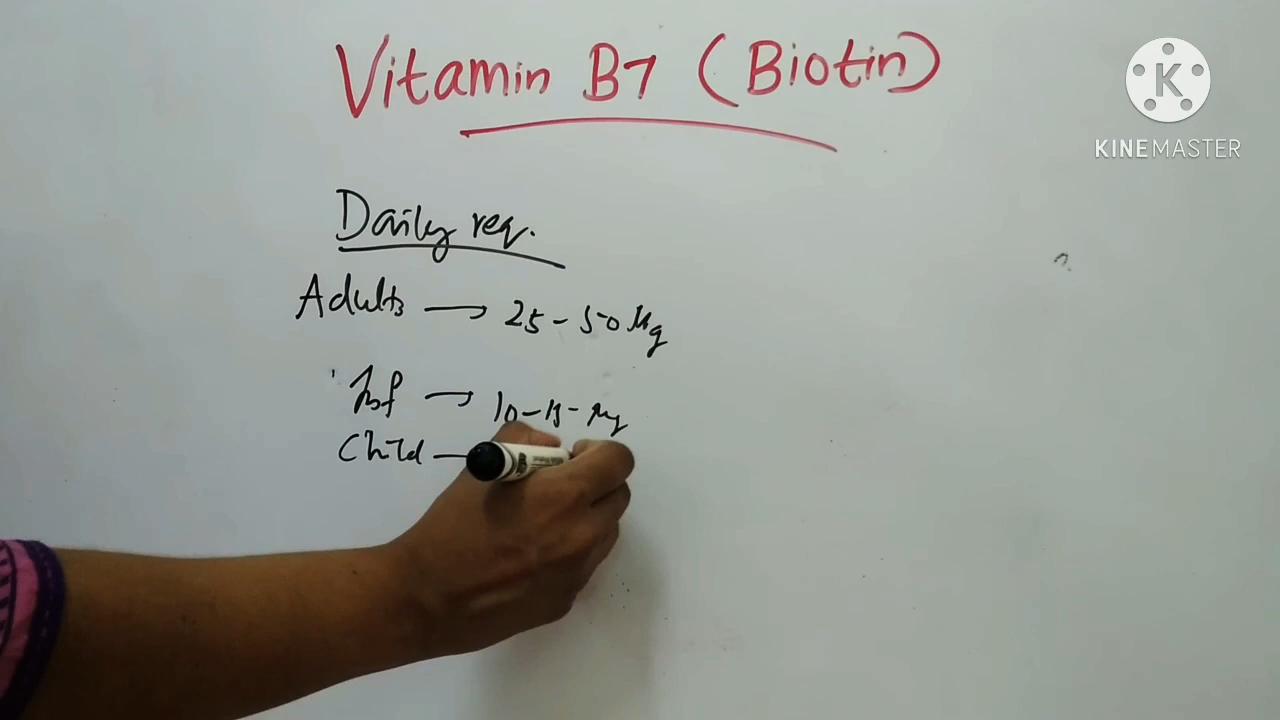 Vitamin B7 (Biotin)
K
KINEMASTER
Daily req.
Adults → 25-50 µg
Inf → 10-15- µg
Child —